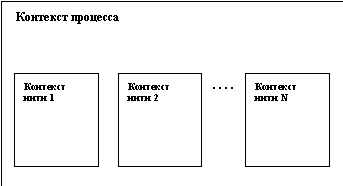 Контекст процесса
Контекст
нити 1
Контекст
нити 2
....
Контекст
нити N